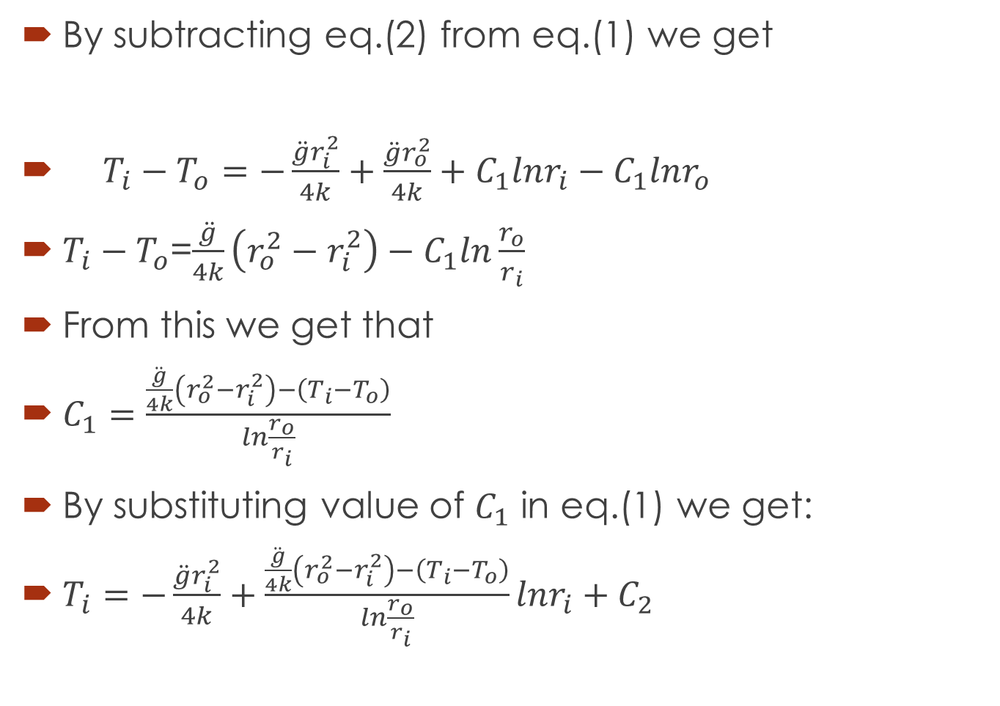 By subtracting eq.(2) from eq.(1) we get
$T_i - T_o = -\frac{\ddot{g}r_i^2}{4k} + \frac{\ddot{g}r_o^2}{4k} + C_1 lnr_i - C_1 lnr_o$
$T_i - T_o = \frac{\ddot{g}}{4k}\left(r_o^2 - r_i^2\right) - C_1 ln\frac{r_o}{r_i}$
From this we get that
$C_1 = \frac{\frac{\ddot{g}}{4k}(r_o^2 - r_i^2) - (T_i - T_o)}{ln\frac{r_o}{r_i}}$
By substituting value of $C_1$ in eq.(1) we get:
$T_i = -\frac{\ddot{g}r_i^2}{4k} + \frac{\frac{\ddot{g}}{4k}(r_o^2 - r_i^2) - (T_i - T_o)}{ln\frac{r_o}{r_i}} lnr_i + C_2$